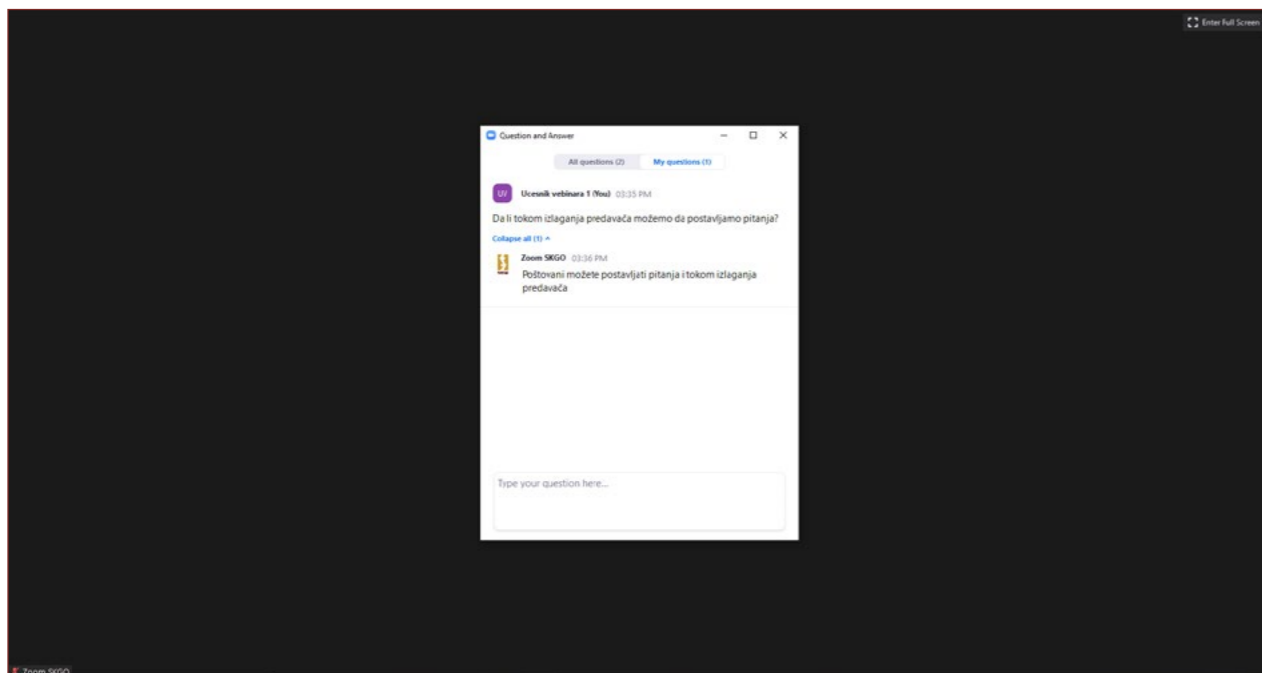 Enter Full Screen
Question and Answer
All questions (2) My questions (1)
UV Ucesnik vebinara 1 (You) 03:35 PM
Da li tokom izlaganja predavača možemo da postavljamo pitanja?
Collapse all (1)
Zoom SKGO 03:36 PM
Poštovani možete postavljati pitanja i tokom izlaganja
predavača
Type your question here...
Zoom SKGO